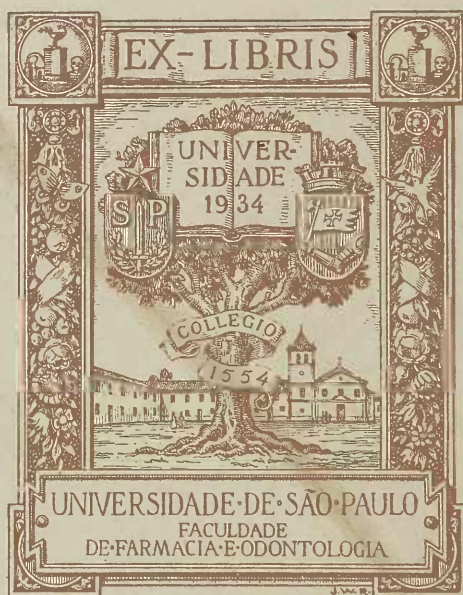 EX-LIBRIS
UNIVER-
SIDADE
1934
S P
COLLEGIO
1554
UNIVERSIDADE·DE·SÃO·PAULO
FACULDADE
DE·FARMACIA·E·ODONTOLOGIA
J.W.R.